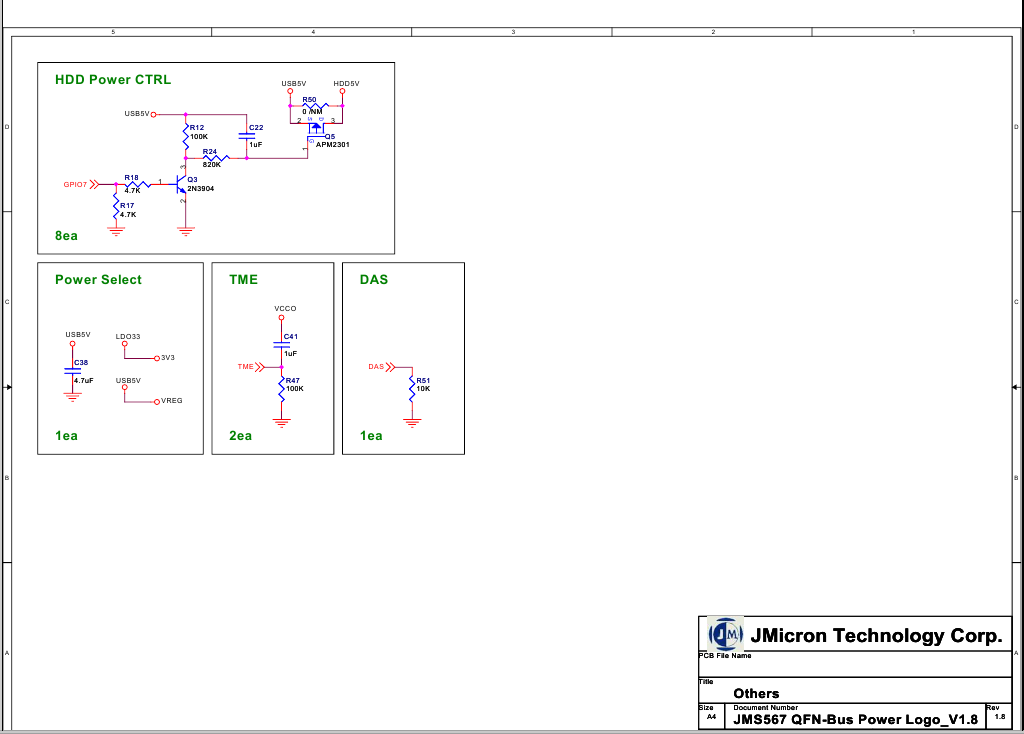 5 4 3 2 1
D D
C C
B B
A A
HDD Power CTRL
USB5V HDD5V
R50
0 /NM
2 S D 3
G
Q5
APM2301
1
USB5V
R12
100K
C22
1uF
R24
820K
3
GPIO7
R18
4.7K
1
Q3
2N3904
2
R17
4.7K
8ea
Power Select
USB5V
C38
4.7uF
LDO33
3V3
USB5V
VREG
1ea
TME
VCCO
C41
1uF
TME
R47
100K
2ea
DAS
DAS
R51
10K
1ea
JM
JMicron Technology Corp.
PCB File Name
Title
Others
Size
A4
Document Number
JMS567 QFN-Bus Power Logo_V1.8
Rev
1.8